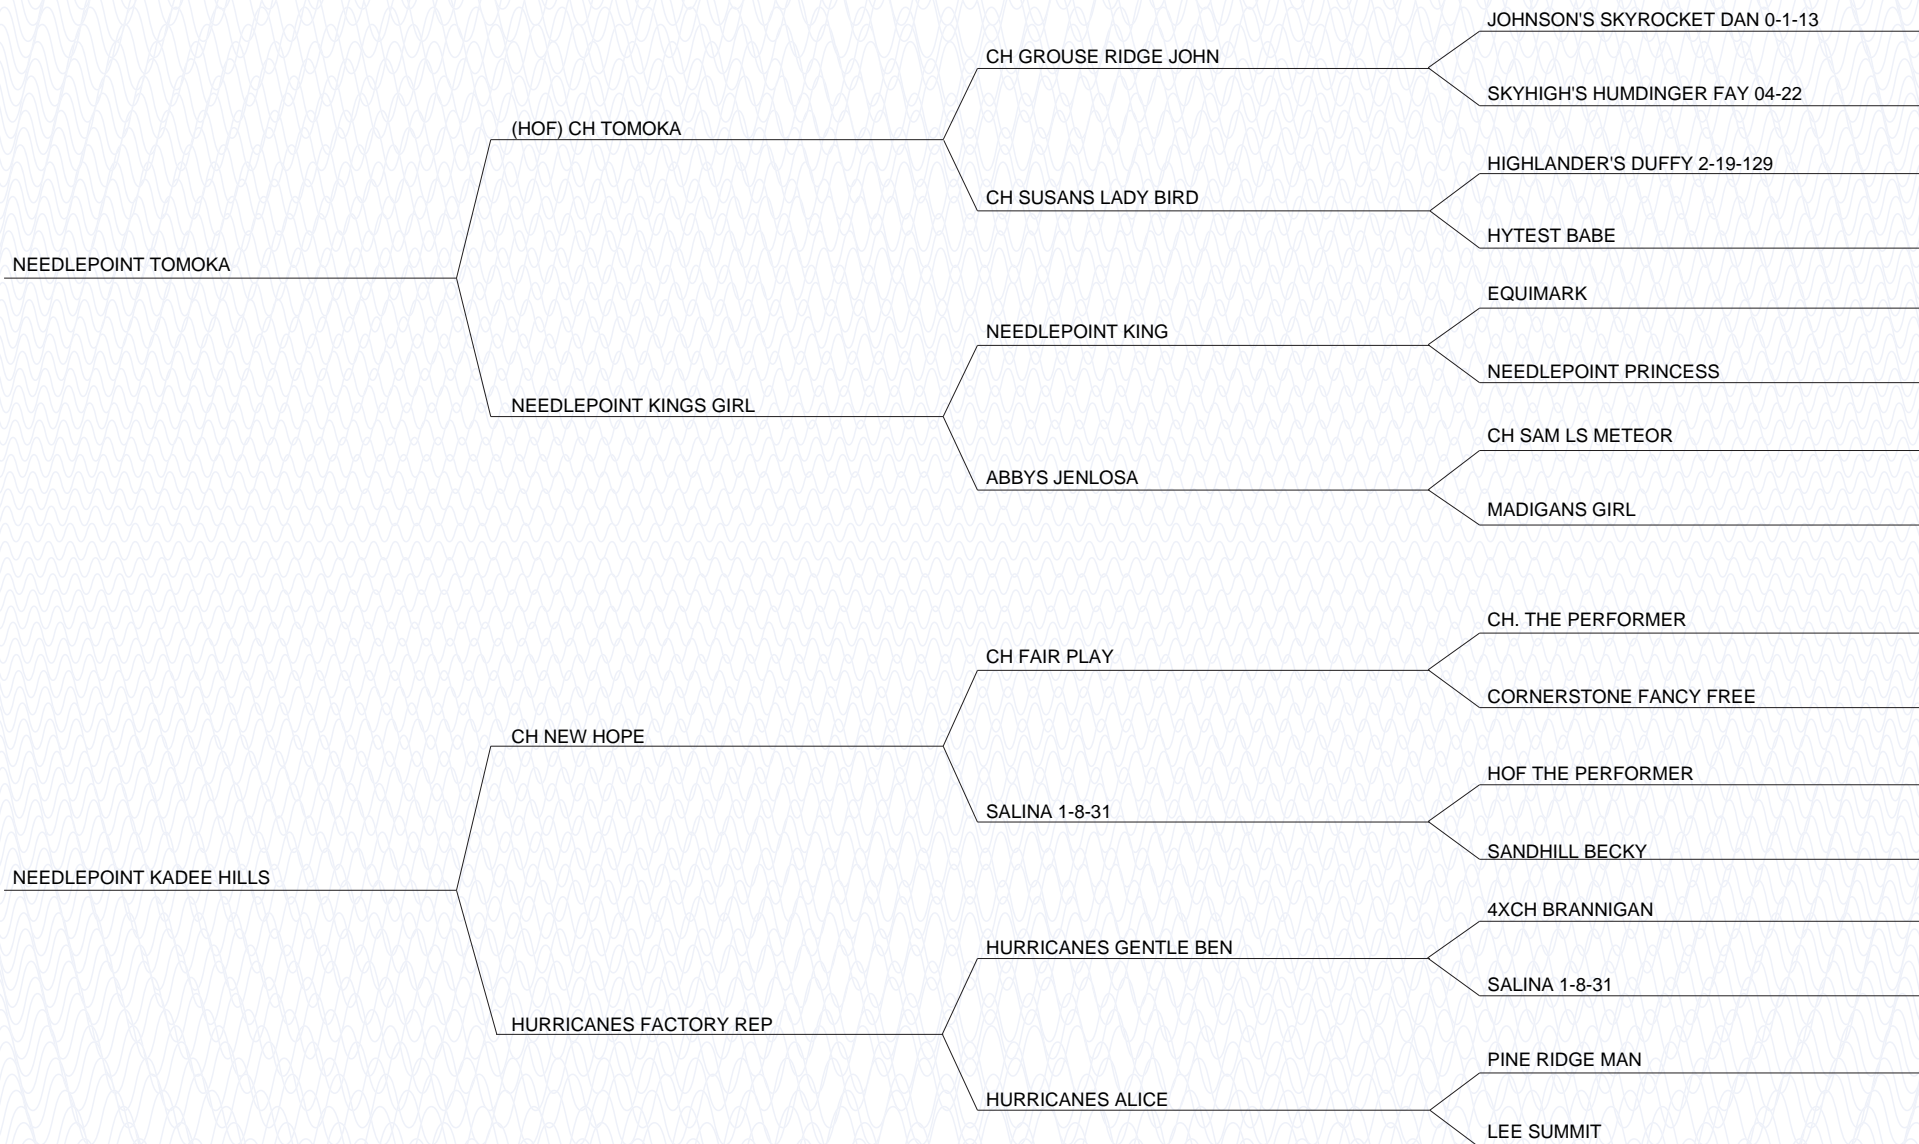 JOHNSON'S SKYROCKET DAN 0-1-13
CH GROUSE RIDGE JOHN
SKYHIGH'S HUMDINGER FAY 04-22
(HOF) CH TOMOKA
HIGHLANDER'S DUFFY 2-19-129
CH SUSANS LADY BIRD
HYTEST BABE
NEEDLEPOINT TOMOKA
EQUIMARK
NEEDLEPOINT KING
NEEDLEPOINT PRINCESS
NEEDLEPOINT KINGS GIRL
CH SAM LS METEOR
ABBYS JENLOSA
MADIGANS GIRL
CH. THE PERFORMER
CH FAIR PLAY
CORNERSTONE FANCY FREE
CH NEW HOPE
HOF THE PERFORMER
SALINA 1-8-31
SANDHILL BECKY
NEEDLEPOINT KADEE HILLS
4XCH BRANNIGAN
HURRICANES GENTLE BEN
SALINA 1-8-31
HURRICANES FACTORY REP
PINE RIDGE MAN
HURRICANES ALICE
LEE SUMMIT